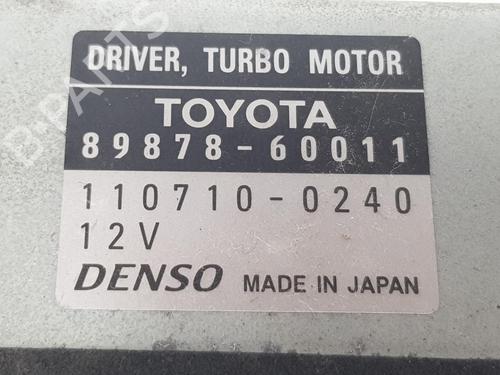 DRIVER, TURBO MOTOR
TOYOTA
89878-60011
110710-0240
12V
DENSO MADE IN JAPAN